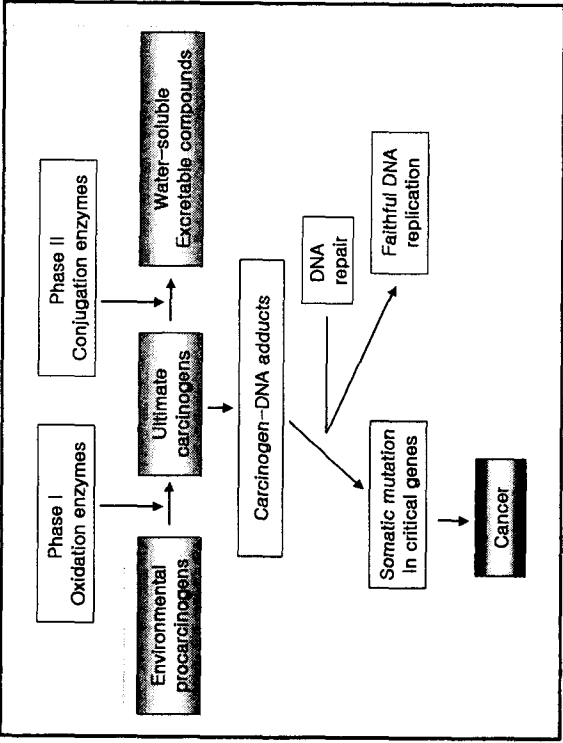 Phase I
Oxidation enzymes
Phase II
Conjugation enzymes
Environmental
procarcinogens
Ultimate
carcinogens
Water-soluble
Excretable compounds
Carcinogen-DNA adducts
DNA
repair
Somatic mutation
In critical genes
Faithful DNA
replication
Cancer